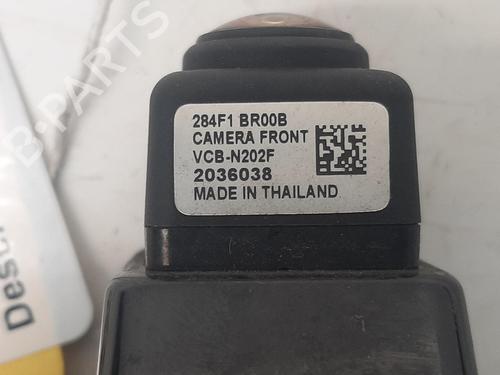 284F1 BR00B
CAMERA FRONT
VCB-N202F
2036038
MADE IN THAILAND
B-PARTS